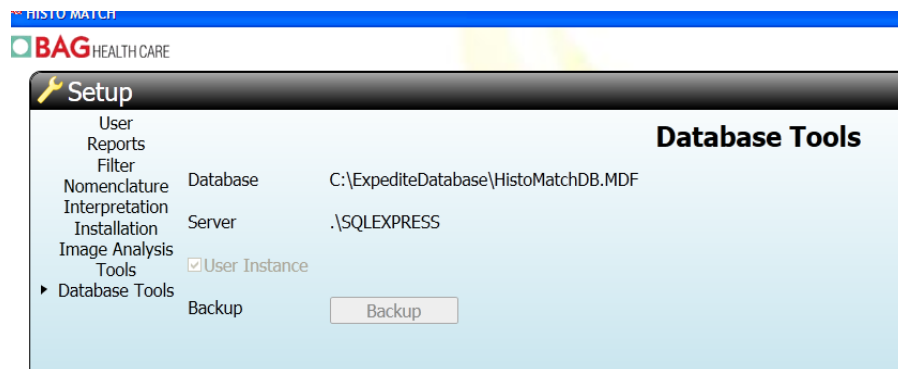 HISTO MATCH
BAG HEALTH CARE
Setup
User
Reports
Filter
Nomenclature
Interpretation
Installation
Image Analysis
Tools
Database Tools
Database Tools
Database C:\ExpediteDatabase\HistoMatchDB.MDF
Server .\SQLEXPRESS
User Instance
Backup Backup